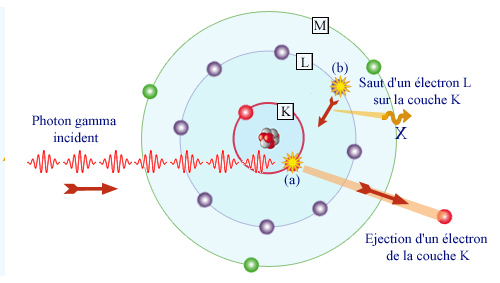 M
L
(b)
Saut d'un électron L
sur la couche K
K
X
Photon gamma
incident
(a)
Ejection d'un électron
de la couche K